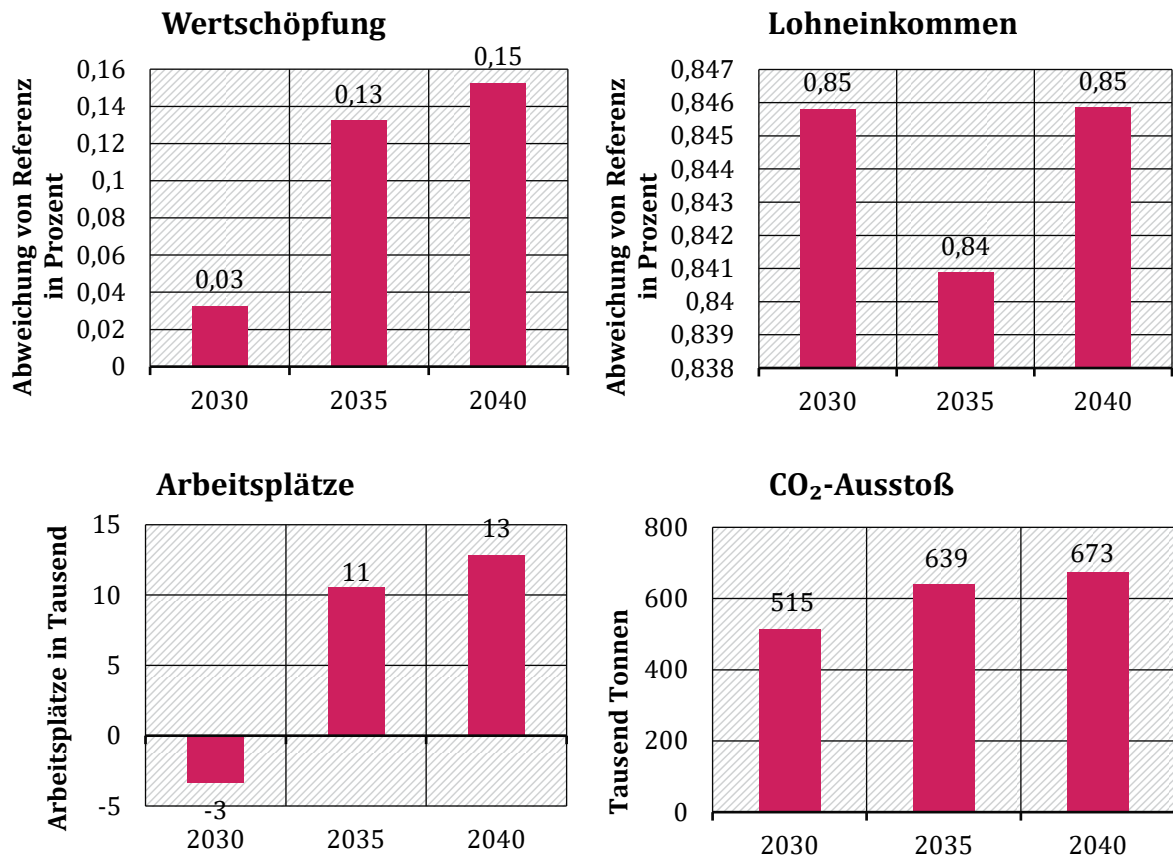 Wertschöpfung
Abweichung von Referenz
in Prozent
0,16
0,14
0,12
0,1
0,08
0,06
0,04
0,02
0
0,03
0,13
0,15
2030 2035 2040
Lohneinkommen
Abweichung von Referenz
in Prozent
0,847
0,846
0,845
0,844
0,843
0,842
0,841
0,84
0,839
0,838
0,85
0,84
0,85
2030 2035 2040
Arbeitsplätze
Arbeitsplätze in Tausend
15
10
5
0
-5
-3
11
13
2030 2035 2040
CO₂-Ausstoß
Tausend Tonnen
800
600
400
200
0
515
639
673
2030 2035 2040